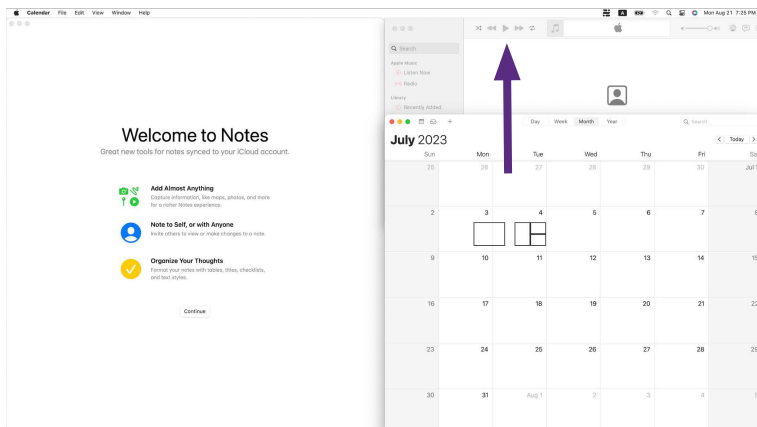 Calendar File Edit View Window Help
Mon Aug 21 7:25 PM
Welcome to Notes
Great new tools for notes synced to your iCloud account.
Add Almost Anything
Capture information, like maps, photos, and more
for a richer Notes experience.
Note to Self, or with Anyone
Invite others to view or make changes to a note.
Organize Your Thoughts
Format your notes with tables, titles, checklists,
and text styles.
Continue
Search
Apple Music
Listen Now
Radio
Library
Recently Added
Day Week Month Year
Search
July 2023
Today
Sun Mon Tue Wed Thu Fri
25 26 27 28 29 30 Jul 1
2 3 4 5 6 7
9 10 11 12 13 14 15
16 17 18 19 20 21 22
23 24 25 26 27 28 29
30 31 Aug 1 2 3 4